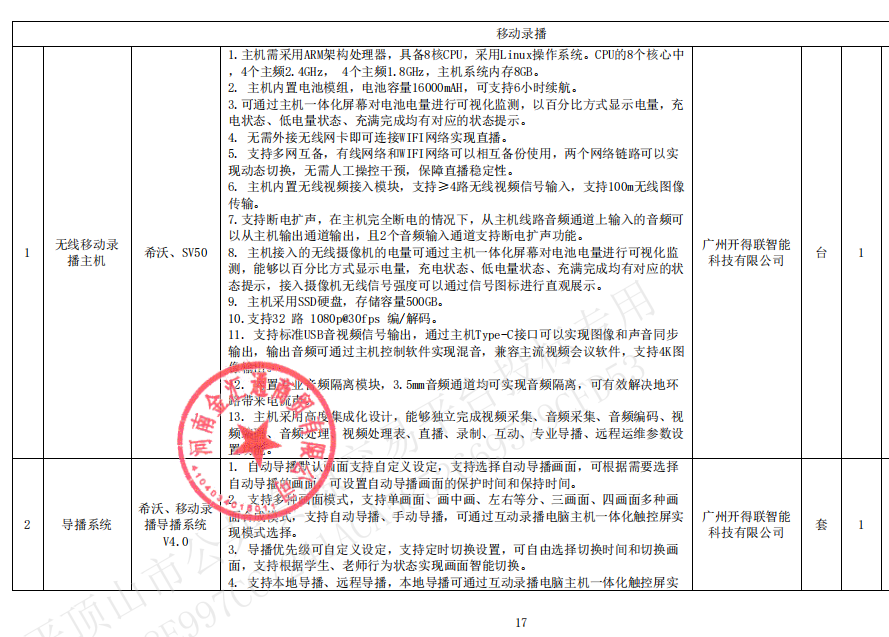 移动录播
1
无线移动录
播主机
希沃、SV50
1.主机需采用ARM架构处理器，具备8核CPU，采用Linux操作系统。CPU的8个核心中
，4个主频2.4GHz， 4个主频1.8GHz，主机系统内存8GB。
2. 主机内置电池模组，电池容量16000mAH，可支持6小时续航。
3.可通过主机一体化屏幕对电池电量进行可视化监测，以百分比方式显示电量，充
电状态、低电量状态、充满完成均有对应的状态提示。
4. 无需外接无线网卡即可连接WIFI网络实现直播。
5. 支持多网互备，有线网络和WIFI网络可以相互备份使用，两个网络链路可以实
现动态切换，无需人工操控干预，保障直播稳定性。
6. 主机内置无线视频接入模块，支持≥4路无线视频信号输入，支持100m无线图像
传输。
7.支持断电扩声，在主机完全断电的情况下，从主机线路音频通道上输入的音频可
以从主机输出通道输出，且2个音频输入通道支持断电扩声功能。
8. 主机接入的无线摄像机的电量可通过主机一体化屏幕对电池电量进行可视化监
测，能够以百分比方式显示电量，充电状态、低电量状态、充满完成均有对应的状
态提示，接入摄像机无线信号强度可以通过信号图标进行直观展示。
9. 主机采用SSD硬盘，存储容量500GB。
10.支持32 路 1080p@30fps 编/解码。
11. 支持标准USB音视频信号输出，通过主机Type-C接口可以实现图像和声音同步
输出，输出音频可通过主机控制软件实现混音，兼容主流视频会议软件，支持4K图
像输出。
12. 内置专业音频隔离模块，3.5mm音频通道均可实现音频隔离，可有效解决地环
路带来电流声。
13. 主机采用高度集成化设计，能够独立完成视频采集、音频采集、音频编码、视
频编码、音频处理、视频处理表、直播、录制、互动、专业导播、远程运维参数设
置功能。
广州开得联智能
科技有限公司
台
1
2
导播系统
希沃、移动录
播导播系统
V4.0
1. 自动导播默认画面支持自定义设定，支持选择自动导播画面，可根据需要选择
自动导播的画面，可设置自动导播画面的保护时间和保持时间。
2. 支持多种画面模式，支持单画面、画中画、左右等分、三画面、四画面多种画
面合成模式，支持自动导播、手动导播，可通过互动录播电脑主机一体化触控屏实
现模式选择。
3. 导播优先级可自定义设定，支持定时切换设置，可自由选择切换时间和切换画
面，支持根据学生、老师行为状态实现画面智能切换。
4. 支持本地导播、远程导播，本地导播可通过互动录播电脑主机一体化触控屏实
广州开得联智能
科技有限公司
套
1
17